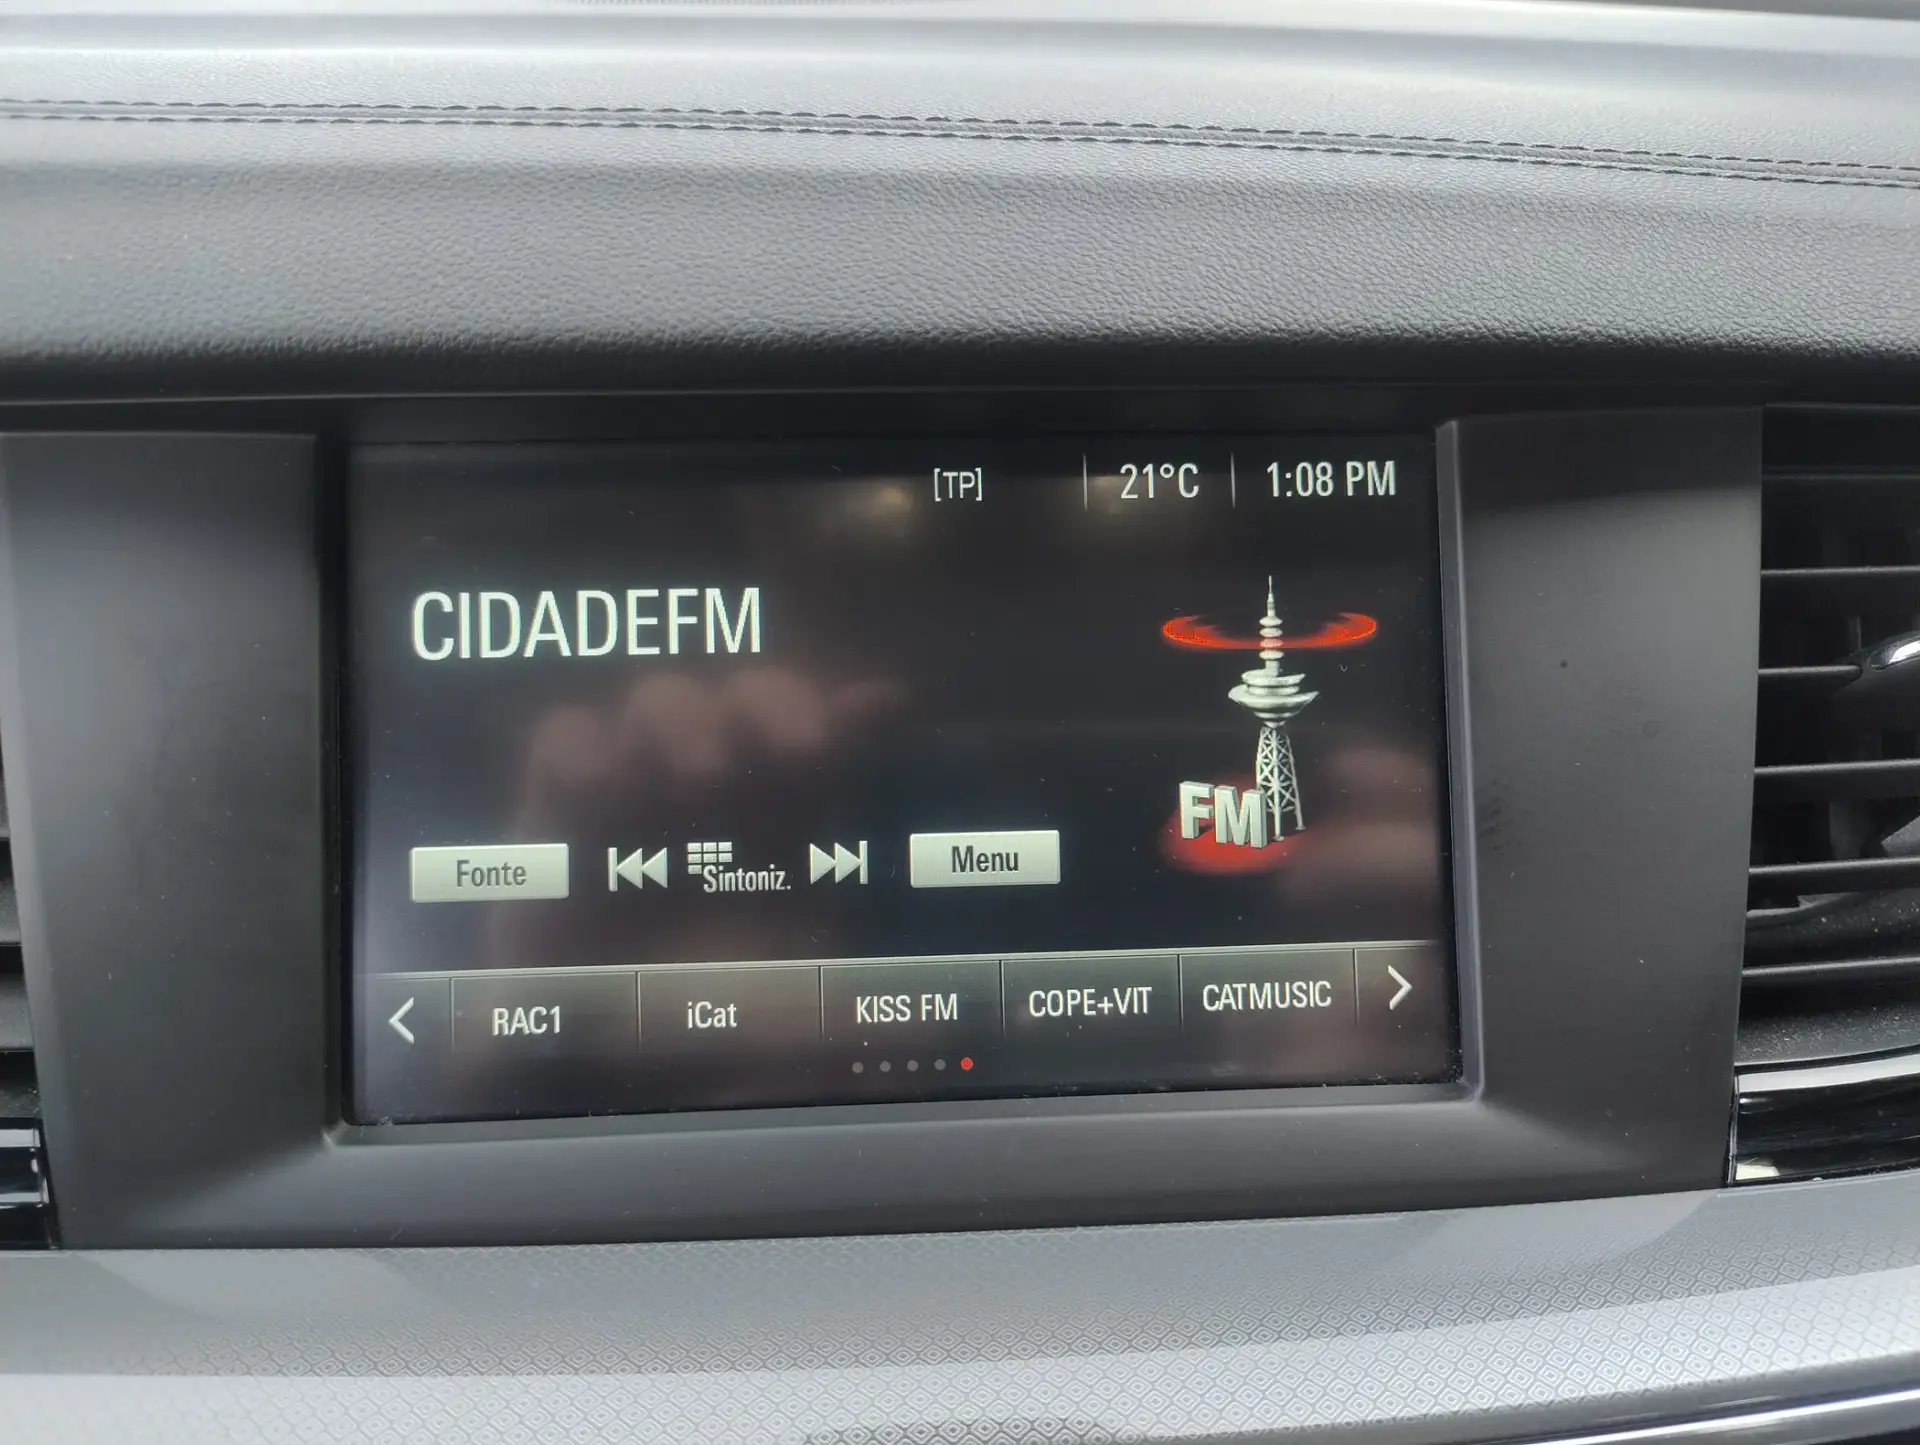 [TP] 21°C 1:08 PM
CIDADEFM
FM
Fonte Sintoniz. Menu
RAC1 iCat KISS FM COPE+VIT CATMUSIC